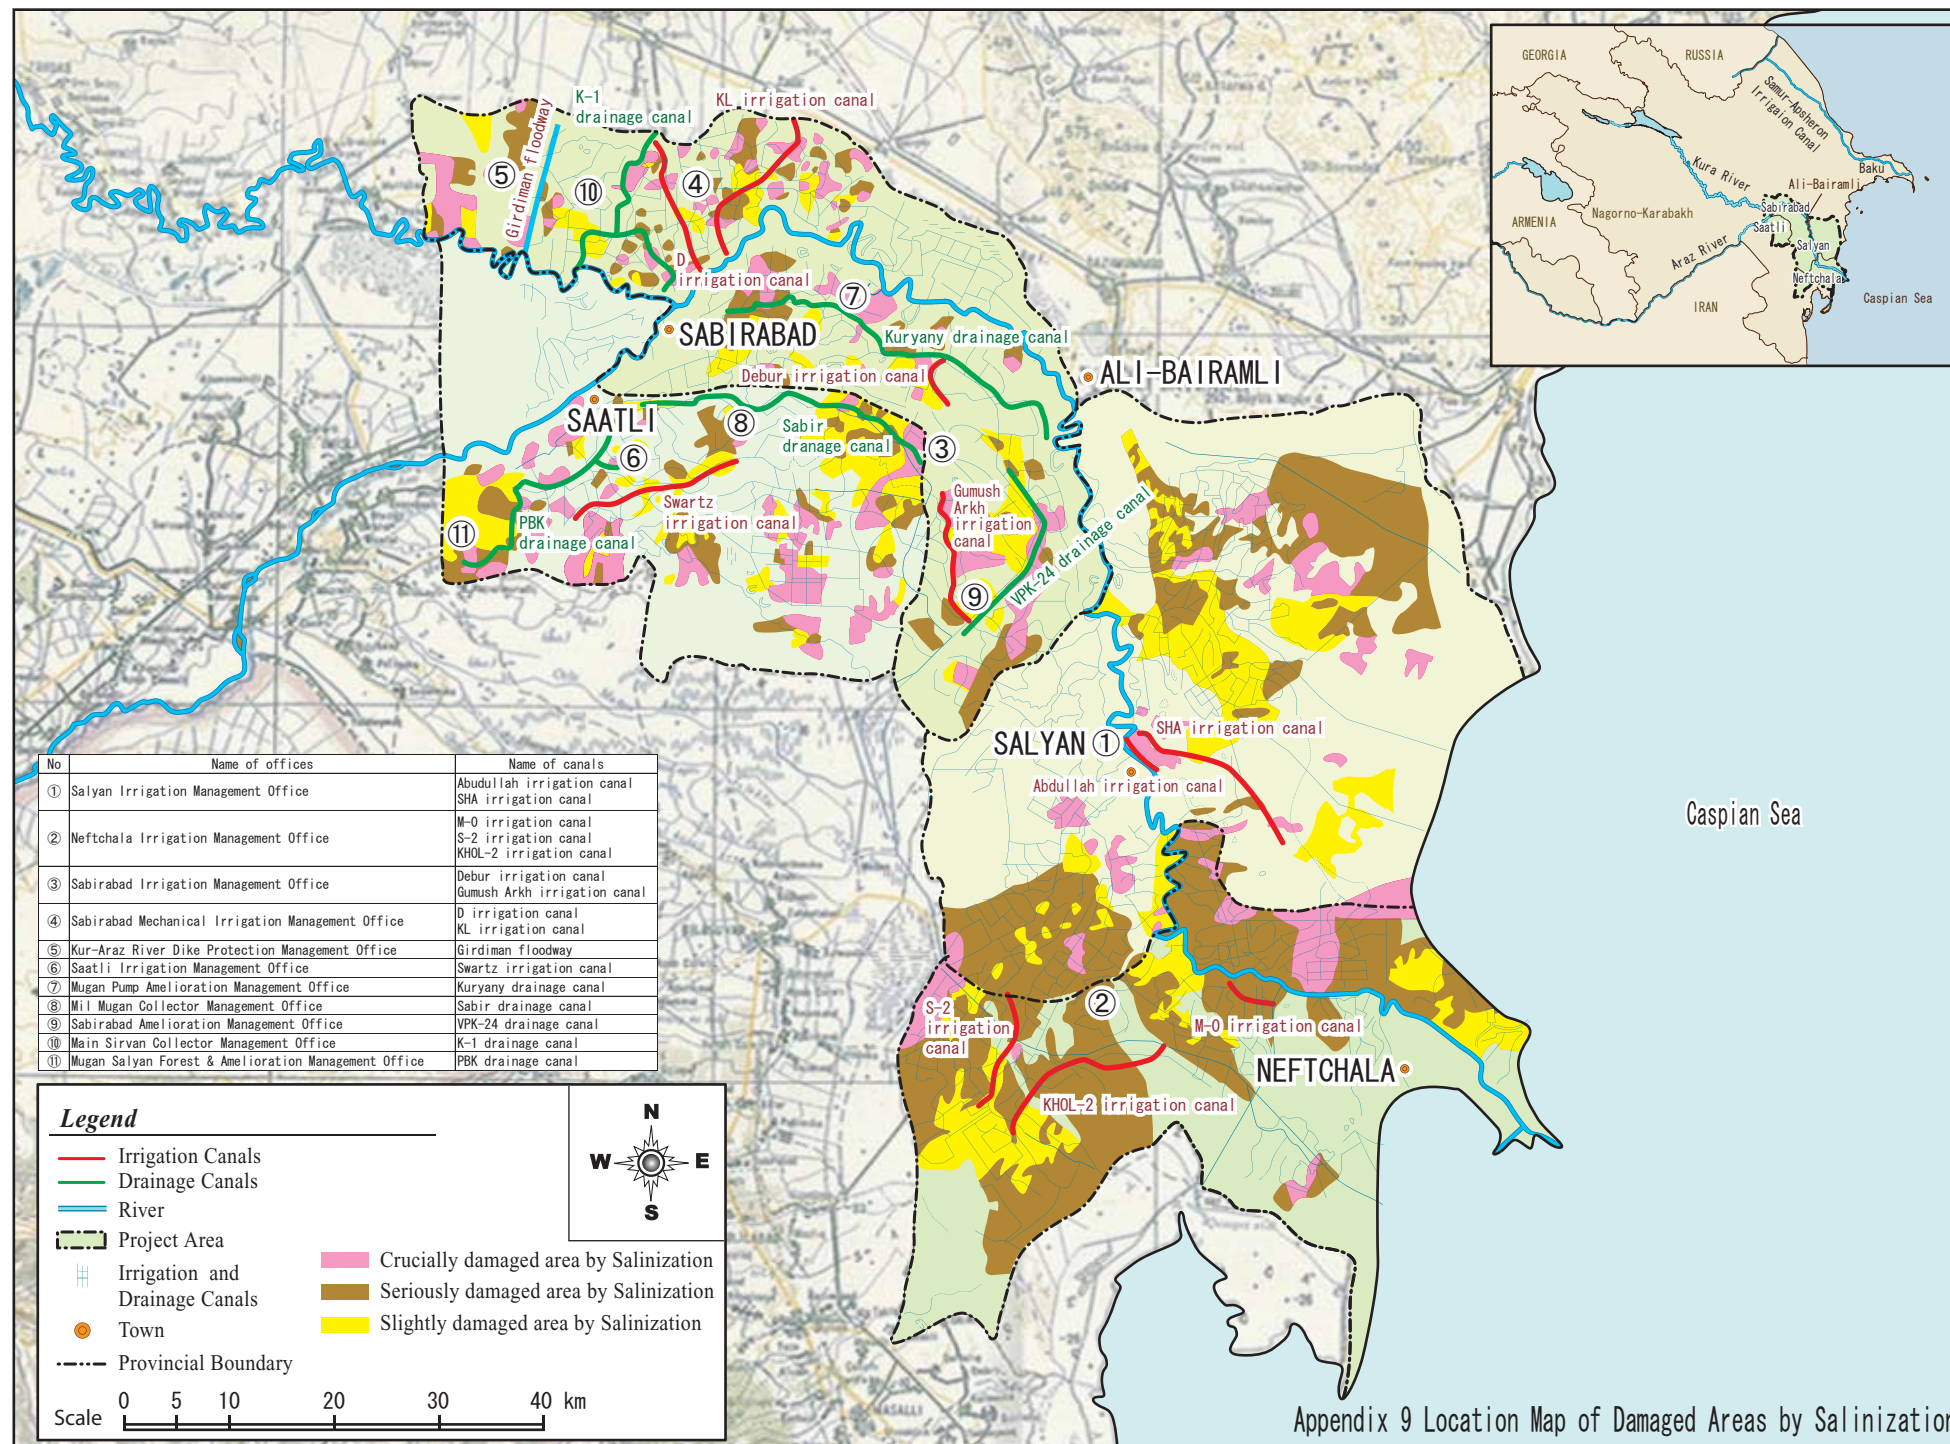 GEORGIA
RUSSIA
Samur-Apsheron
Irrigaion Canal
Kura River
Baku
Ali-Bairamli
Sabirabad
Saatli
ARMENIA
Nagorno-Karabakh
Salyan
Araz River
Neftchala
IRAN
Caspian Sea
K-1
drainage canal
KL irrigation canal
Girdiman floodway
⑤
⑩
④
D
irrigation canal
⑦
SABIRABAD
Kuryany drainage canal
Debur irrigation canal
ALI-BAIRAMLI
SAATLI
⑧
Sabir
dranage canal
③
⑥
Swartz
irrigation canal
Gumush
Arkh
irrigation
canal
VPK-24 drainage canal
⑪
PBK
drainage canal
⑨
SALYAN ①
SHA irrigation canal
Abdullah irrigation canal
Caspian Sea
②
S-2
irrigation
canal
M-O irrigation canal
NEFTCHALA
KHOL-2 irrigation canal
MASALLI
No Name of offices Name of canals
① Salyan Irrigation Management Office Abudullah irrigation canal
SHA irrigation canal
② Neftchala Irrigation Management Office M-O irrigation canal
S-2 irrigation canal
KHOL-2 irrigation canal
③ Sabirabad Irrigation Management Office Debur irrigation canal
Gumush Arkh irrigation canal
④ Sabirabad Mechanical Irrigation Management Office D irrigation canal
KL irrigation canal
⑤ Kur-Araz River Dike Protection Management Office Girdiman floodway
⑥ Saatli Irrigation Management Office Swartz irrigation canal
⑦ Mugan Pump Amelioration Management Office Kuryany drainage canal
⑧ Mil Mugan Collector Management Office Sabir drainage canal
⑨ Sabirabad Amelioration Management Office VPK-24 drainage canal
⑩ Main Sirvan Collector Management Office K-1 drainage canal
⑪ Mugan Salyan Forest & Amelioration Management Office PBK drainage canal
Legend
Irrigation Canals
Drainage Canals
River
Project Area
Irrigation and
Drainage Canals
Town
Provincial Boundary
Crucially damaged area by Salinization
Seriously damaged area by Salinization
Slightly damaged area by Salinization
N
W E
S
0 5 10 20 30 40 km
Scale
Appendix 9 Location Map of Damaged Areas by Salinization